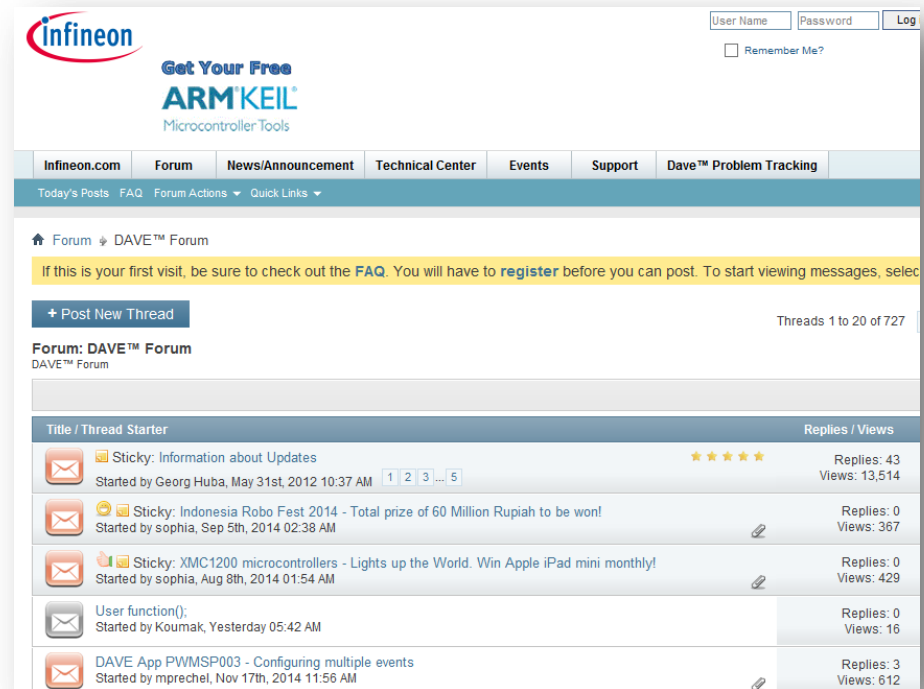 infineon
User Name Password Log
Remember Me?
Get Your Free
ARM KEIL
Microcontroller Tools
Infineon.com Forum News/Announcement Technical Center Events Support Dave™ Problem Tracking
Today's Posts FAQ Forum Actions Quick Links
Forum DAVE™ Forum
If this is your first visit, be sure to check out the FAQ. You will have to register before you can post. To start viewing messages, selec
+ Post New Thread
Threads 1 to 20 of 727
Forum: DAVE™ Forum
DAVE™ Forum
Title / Thread Starter Replies / Views
Sticky: Information about Updates Replies: 43
Started by Georg Huba, May 31st, 2012 10:37 AM 1 2 3 ... 5 Views: 13,514
Sticky: Indonesia Robo Fest 2014 - Total prize of 60 Million Rupiah to be won! Replies: 0
Started by sophia, Sep 5th, 2014 02:38 AM Views: 367
Sticky: XMC1200 microcontrollers - Lights up the World. Win Apple iPad mini monthly! Replies: 0
Started by sophia, Aug 8th, 2014 01:54 AM Views: 429
User function(); Replies: 0
Started by Koumak, Yesterday 05:42 AM Views: 16
DAVE App PWMSP003 - Configuring multiple events Replies: 3
Started by mprechel, Nov 17th, 2014 11:56 AM Views: 612